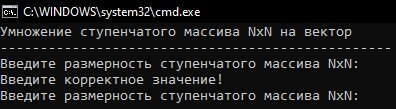 C:\WINDOWS\system32\cmd.exe
Умножение ступенчатого массива NxN на вектор
-------------------------------------------------
Введите размерность ступенчатого массива NxN:
Введите корректное значение!
Введите размерность ступенчатого массива NxN: